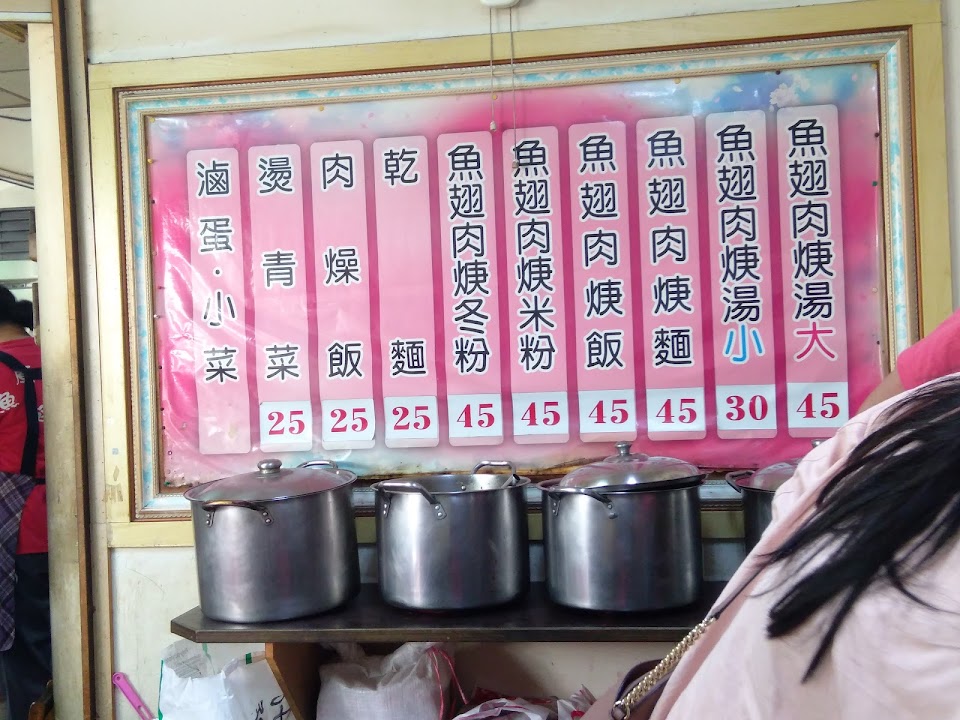 魚翅肉焿湯大 45
魚翅肉焿湯小 30
魚翅肉焿麵 45
魚翅肉焿飯 45
魚翅肉焿米粉 45
魚翅肉焿冬粉 45
乾麵 25
肉燥飯 25
燙青菜 25
滷蛋·小菜
魚